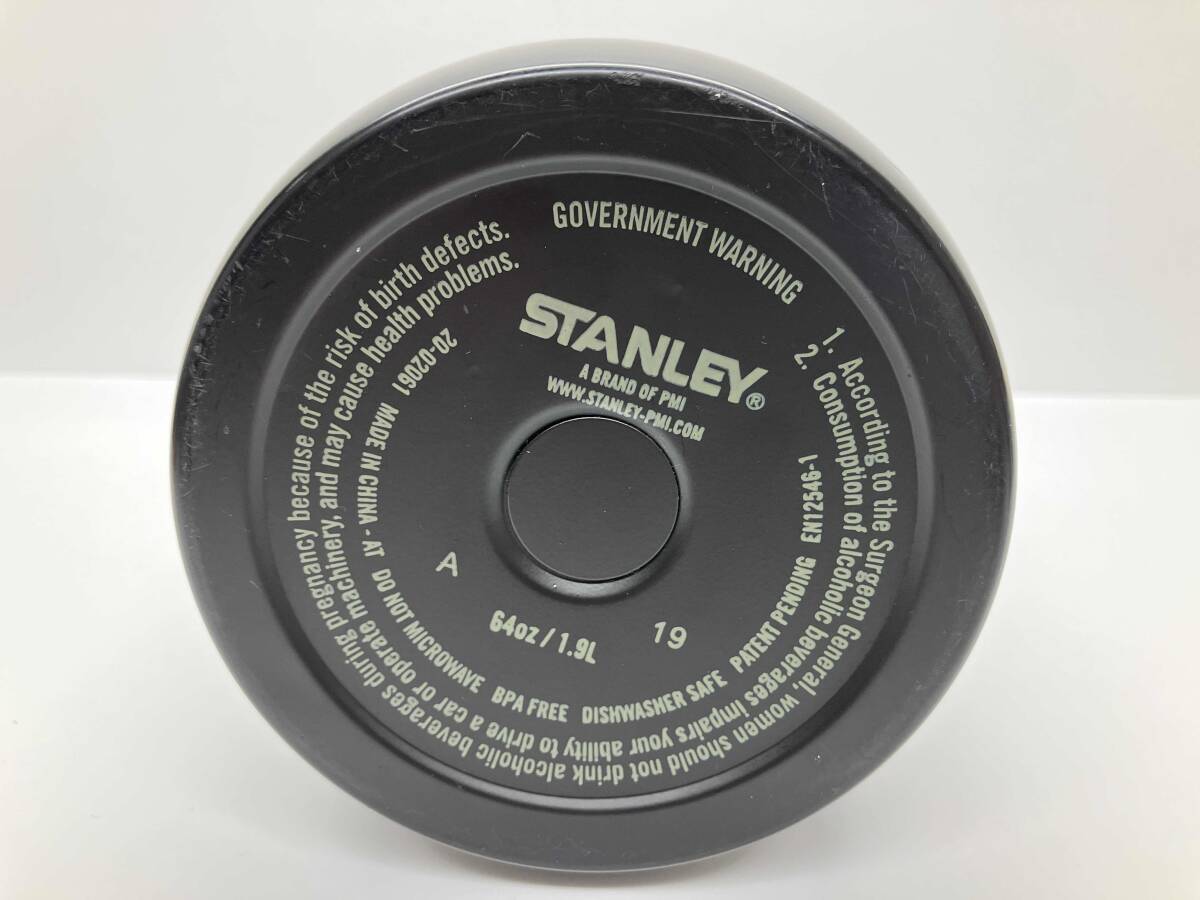 GOVERNMENT WARNING
1. According to the Surgeon General, women should not drink alcoholic beverages during pregnancy because of the risk of birth defects.
2. Consumption of alcoholic beverages impairs your ability to drive a car or operate machinery, and may cause health problems.
STANLEY®
A BRAND OF PMI
WWW.STANLEY-PMI.COM
20-02061 MADE IN CHINA - AT DO NOT MICROWAVE BPA FREE DISHWASHER SAFE PATENT PENDING EN12546-1
A
64oz / 1.9L
19